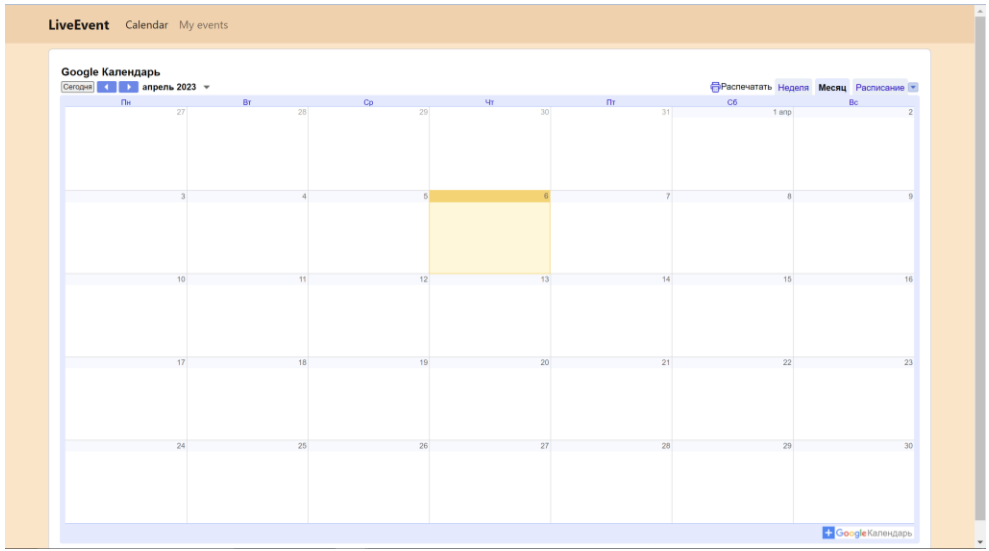 LiveEvent Calendar My events
Google Календарь
Сегодня апрель 2023 Распечатать Неделя Месяц Расписание
Пн Вт Ср Чт Пт Сб Вс
27 28 29 30 31 1 апр 2
3 4 5 6 7 8 9
10 11 12 13 14 15 16
17 18 19 20 21 22 23
24 25 26 27 28 29 30
Google Календарь